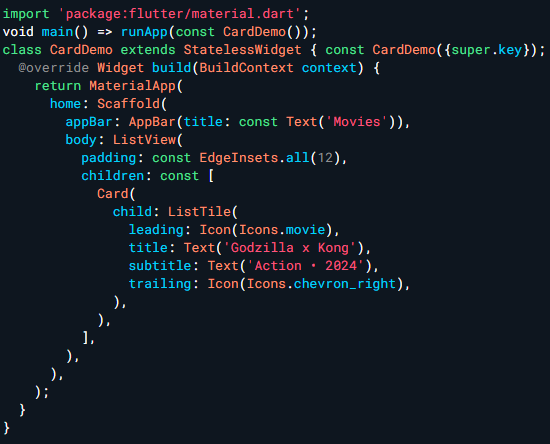 import 'package:flutter/material.dart';
void main() => runApp(const CardDemo());
class CardDemo extends StatelessWidget { const CardDemo({super.key});
  @override Widget build(BuildContext context) {
    return MaterialApp(
      home: Scaffold(
        appBar: AppBar(title: const Text('Movies')),
        body: ListView(
          padding: const EdgeInsets.all(12),
          children: const [
            Card(
              child: ListTile(
                leading: Icon(Icons.movie),
                title: Text('Godzilla x Kong'),
                subtitle: Text('Action • 2024'),
                trailing: Icon(Icons.chevron_right),
              ),
            ),
          ],
        ),
      ),
    );
  }
}